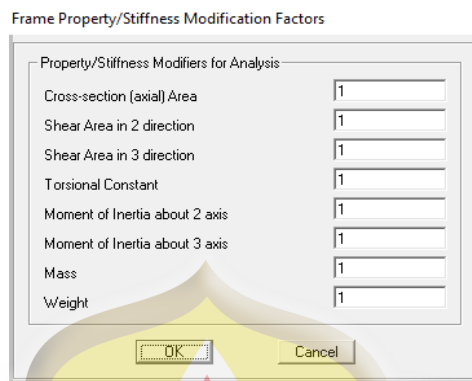 Frame Property/Stiffness Modification Factors
Property/Stiffness Modifiers for Analysis
Cross-section (axial) Area 1
Shear Area in 2 direction 1
Shear Area in 3 direction 1
Torsional Constant 1
Moment of Inertia about 2 axis 1
Moment of Inertia about 3 axis 1
Mass 1
Weight 1
OK Cancel